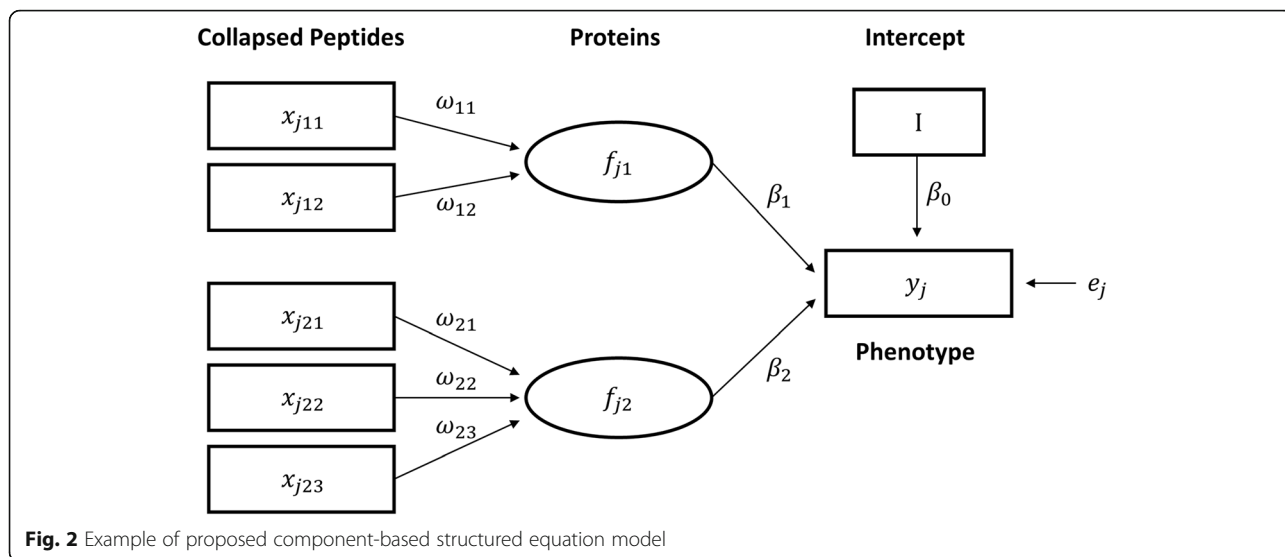 Collapsed Peptides Proteins Intercept
x_{j11}
ω_{11}
I
x_{j12}
ω_{12}
f_{j1}
β_1
β_0
x_{j21}
ω_{21}
y_j
e_j
x_{j22}
ω_{22}
f_{j2}
β_2
Phenotype
x_{j23}
ω_{23}
Fig. 2 Example of proposed component-based structured equation model